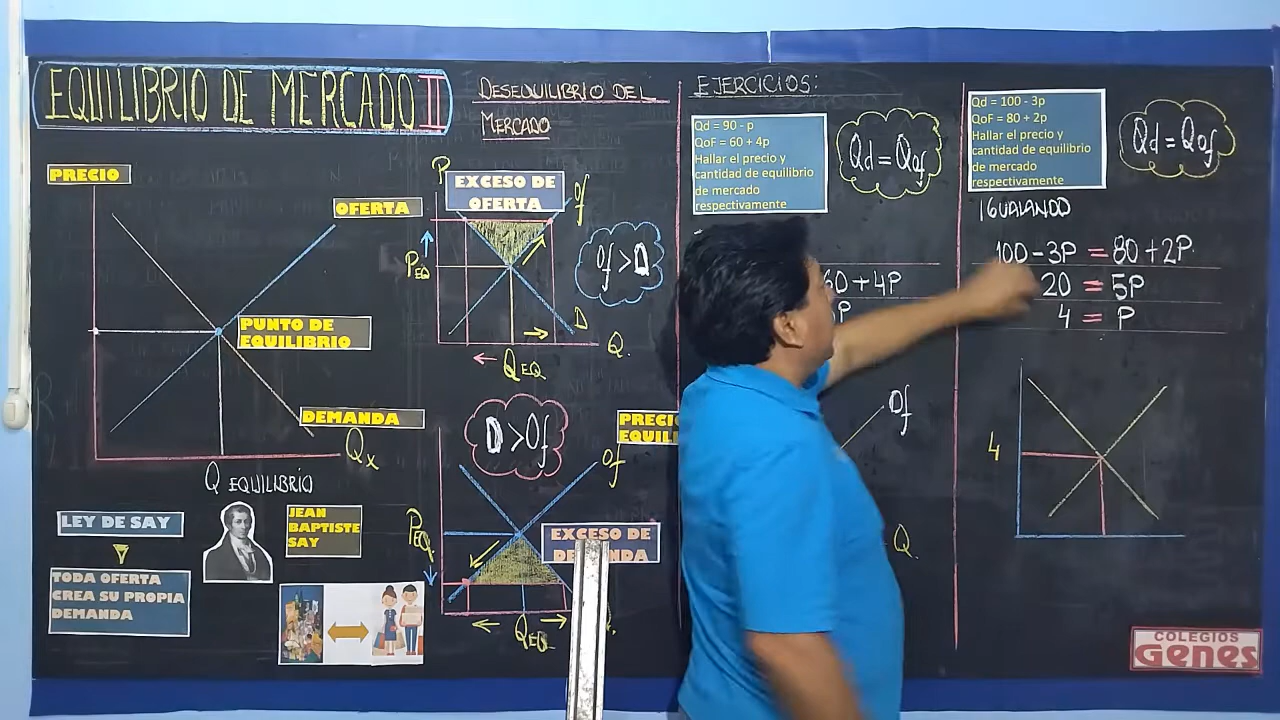 EQUILIBRIO DE MERCADO II
PRECIO
OFERTA
PUNTO DE
EQUILIBRIO
DEMANDA
Qx
Q EQUILIBRIO
LEY DE SAY
TODA OFERTA
CREA SU PROPIA
DEMANDA
JEAN
BAPTISTE
SAY
DESEQUILIBRIO DEL
MERCADO
P
EXCESO DE
OFERTA
Of
PEQ
Of > D
D
Q.
QEQ
D > Of
Of
PEQ.
EXCESO DE
QEQ
EJERCICIOS:
Qd = 90 - p
QoF = 60 + 4p
Hallar el precio y
cantidad de equilibrio
de mercado
respectivamente
Qd = Qof
60 + 4P
P
Of
Q.
Qd = 100 - 3p
QoF = 80 + 2p
Hallar el precio y
cantidad de equilibrio
de mercado
respectivamente
Qd = Qof
IGUALANDO
100 - 3P = 80 + 2P.
20 = 5P
4 = P
4
COLEGIOS
Genes